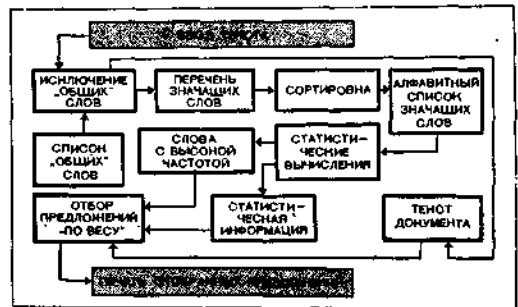 ИСКЛЮЧЕНИЕ
„ОБЩИХ"
СЛОВ
ПЕРЕЧЕНЬ
ЗНАЧАЩИХ
СЛОВ
СОРТИРОВКА
АЛФАВИТНЫЙ
СПИСОК
ЗНАЧАЩИХ
СЛОВ
СПИСОК
„ОБЩИХ"
СЛОВ
СЛОВА
С ВЫСОКОЙ
ЧАСТОТОЙ
СТАТИСТИ-
ЧЕСКИЕ
ВЫЧИСЛЕНИЯ
ОТБОР
ПРЕДЛОЖЕНИЙ
"ПО ВЕСУ"
СТАТИСТИ-
ЧЕСКАЯ
ИНФОРМАЦИЯ
ТЕКСТ
ДОКУМЕНТА